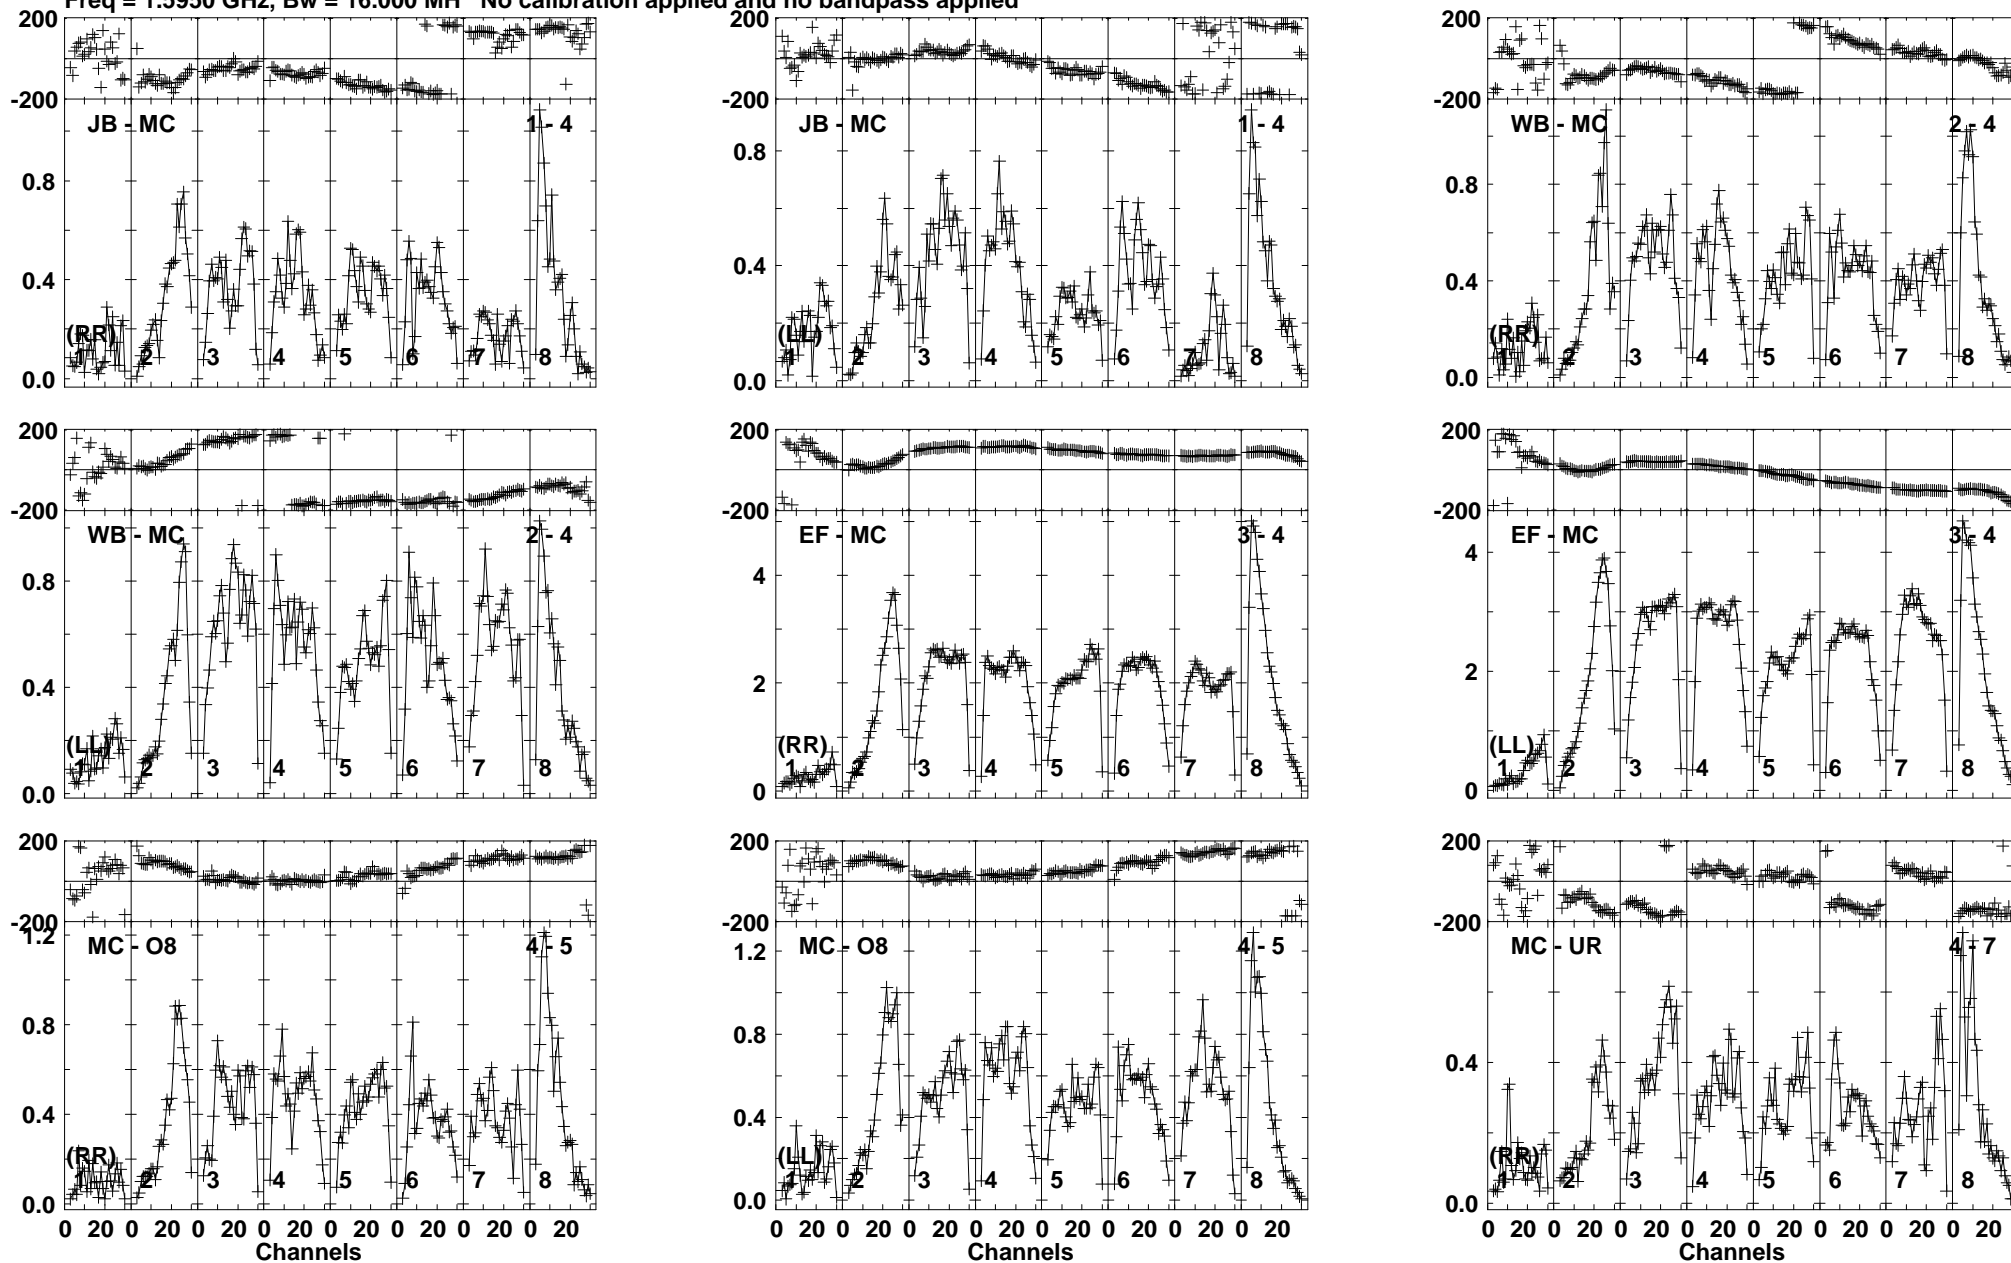 Freq = 1.5950 GHz, Bw = 16.000 MH No calibration applied and no bandpass applied
200
-200
JB - MC 1 - 4
0.8
0.4
0.0
(RR)
1 2 3 4 5 6 7 8
200
-200
JB - MC 1 - 4
0.8
0.4
0.0
(LL)
1 2 3 4 5 6 7 8
200
-200
WB - MC 2 - 4
0.8
0.4
0.0
(RR)
1 2 3 4 5 6 7 8
200
-200
WB - MC 2 - 4
0.8
0.4
0.0
(LL)
1 2 3 4 5 6 7 8
200
-200
EF - MC 3 - 4
4
2
0
(RR)
1 2 3 4 5 6 7 8
200
-200
EF - MC 3 - 4
4
2
0
(LL)
1 2 3 4 5 6 7 8
200
-200
MC - O8 4 - 5
1.2
0.8
0.4
0.0
(RR)
1 2 3 4 5 6 7 8
0 20 0 20 0 20 0 20 0 20 0 20 0 20 0 20
Channels
200
-200
MC - O8 4 - 5
1.2
0.8
0.4
0.0
(LL)
1 2 3 4 5 6 7 8
0 20 0 20 0 20 0 20 0 20 0 20 0 20 0 20
Channels
200
-200
MC - UR 4 - 7
0.4
0.0
(RR)
1 2 3 4 5 6 7 8
0 20 0 20 0 20 0 20 0 20 0 20 0 20 0 20
Channels